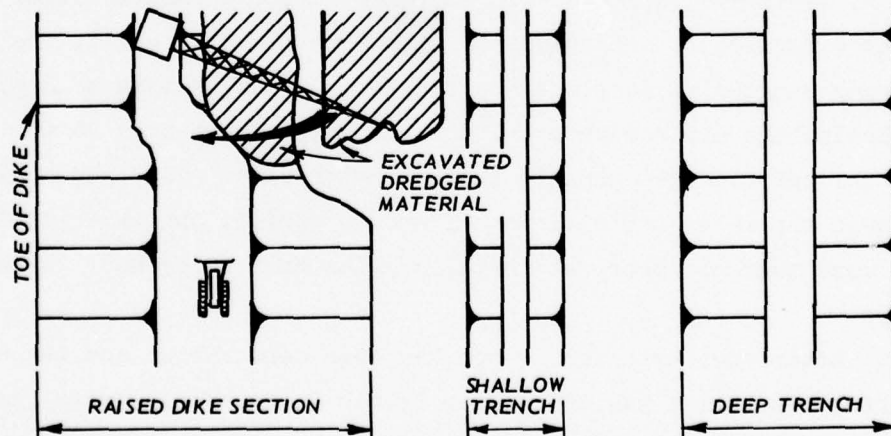 TOE OF DIKE
EXCAVATED
DREDGED
MATERIAL
RAISED DIKE SECTION
SHALLOW
TRENCH
DEEP TRENCH